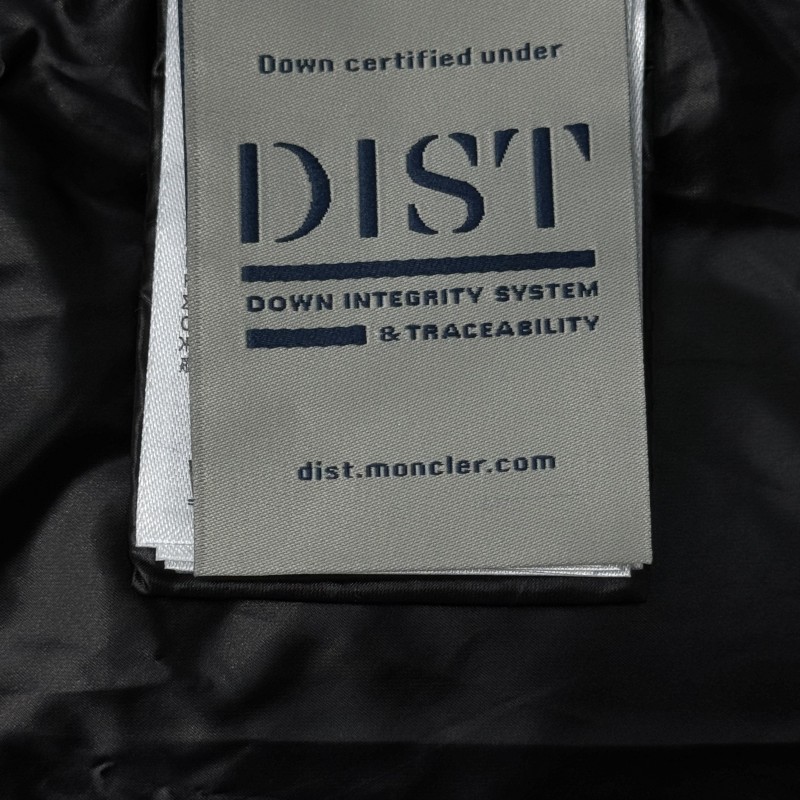 Down certified under
DIST
DOWN INTEGRITY SYSTEM
& TRACEABILITY
dist.moncler.com